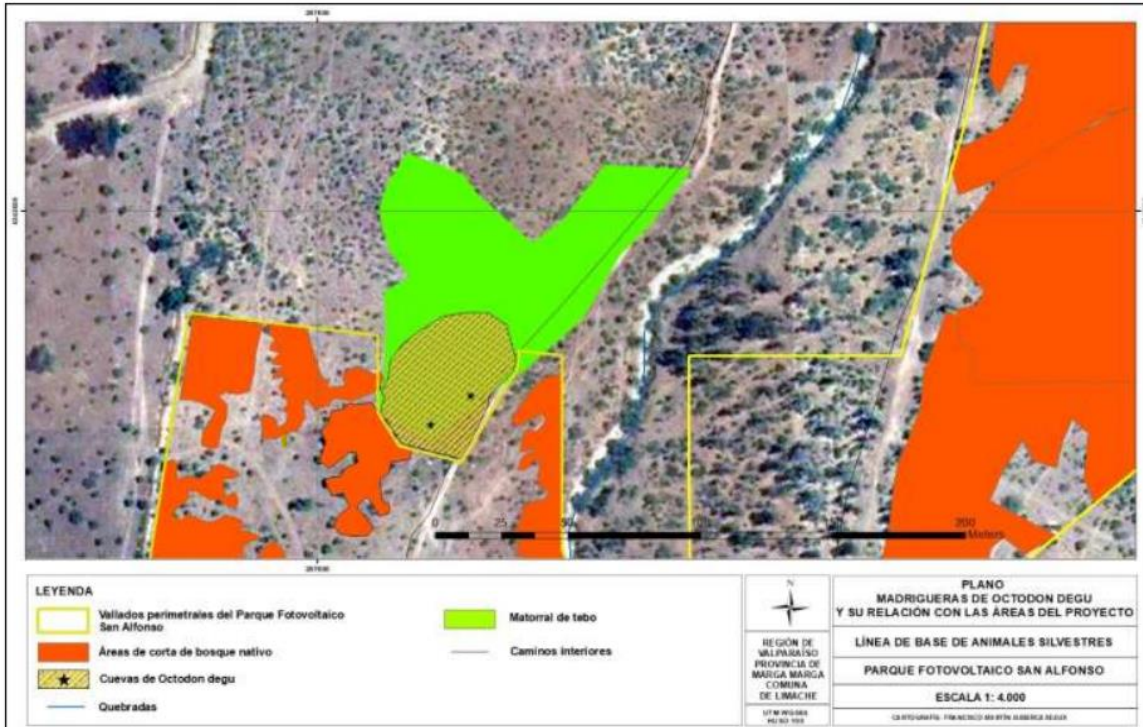 0
25
50
100
150
200
Meters
LEYENDA
Vallados perimetrales del Parque Fotovoltaico
San Alfonso
Áreas de corta de bosque nativo
Cuevas de Octodon degu
Quebradas
Matorral de tebo
Caminos interiores
N
REGIÓN DE
VALPARAÍSO
PROVINCIA DE
MARGA MARGA
COMUNA
DE LIMACHE
PLANO
MADRIGUERAS DE OCTODON DEGU
Y SU RELACIÓN CON LAS ÁREAS DEL PROYECTO
LÍNEA DE BASE DE ANIMALES SILVESTRES
PARQUE FOTOVOLTAICO SAN ALFONSO
ESCALA 1: 4.000